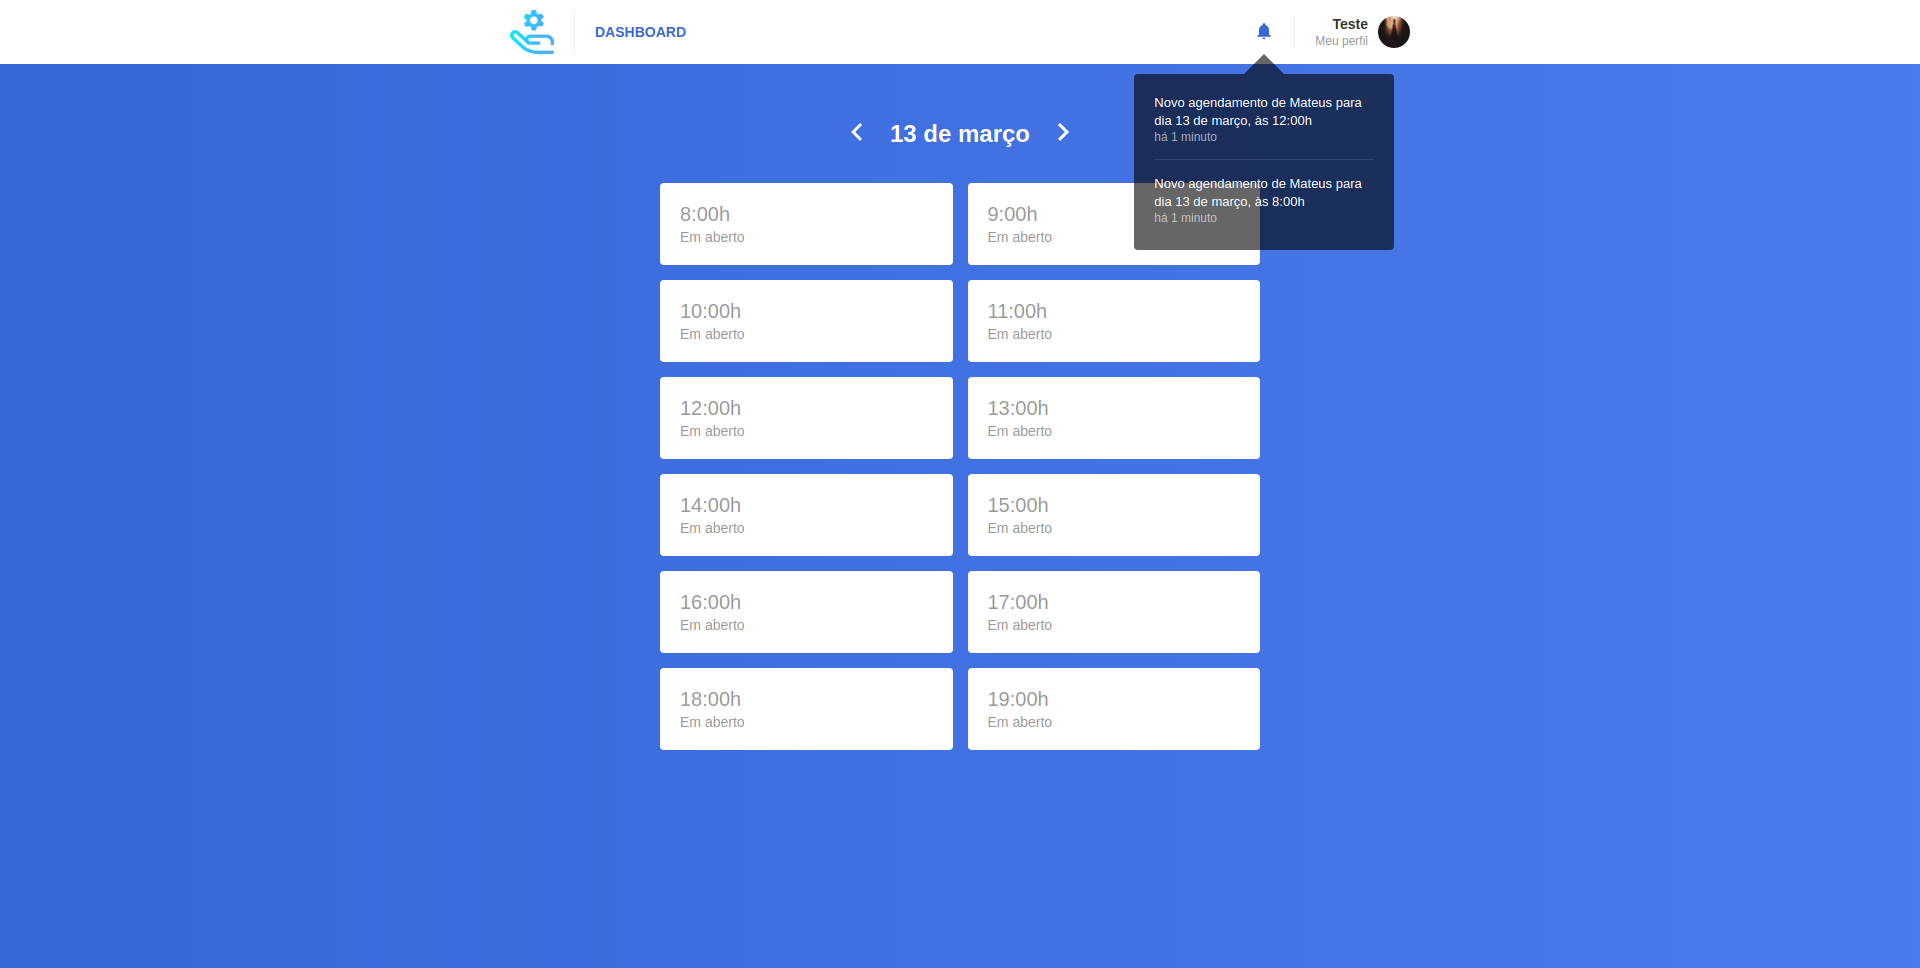 DASHBOARD
Teste
Meu perfil
Novo agendamento de Mateus para
dia 13 de março, às 12:00h
há 1 minuto
Novo agendamento de Mateus para
dia 13 de março, às 8:00h
há 1 minuto
13 de março
8:00h
Em aberto
9:00h
Em aberto
10:00h
Em aberto
11:00h
Em aberto
12:00h
Em aberto
13:00h
Em aberto
14:00h
Em aberto
15:00h
Em aberto
16:00h
Em aberto
17:00h
Em aberto
18:00h
Em aberto
19:00h
Em aberto